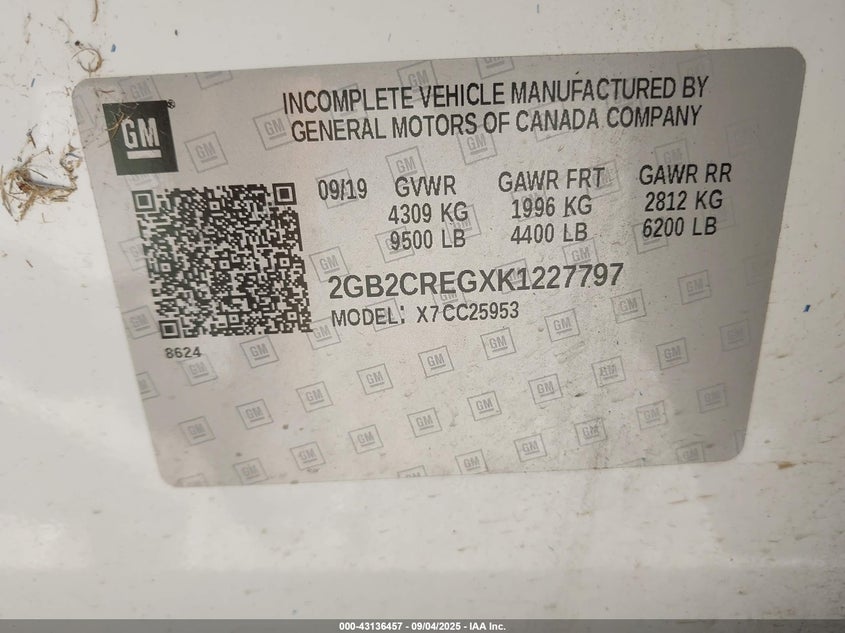 GM
INCOMPLETE VEHICLE MANUFACTURED BY
GENERAL MOTORS OF CANADA COMPANY
09/19 GVWR GAWR FRT GAWR RR
4309 KG 1996 KG 2812 KG
9500 LB 4400 LB 6200 LB
2GB2CREGXK1227797
MODEL: X7CC25953
8624
000-43136457 - 09/04/2025 - IAA Inc.